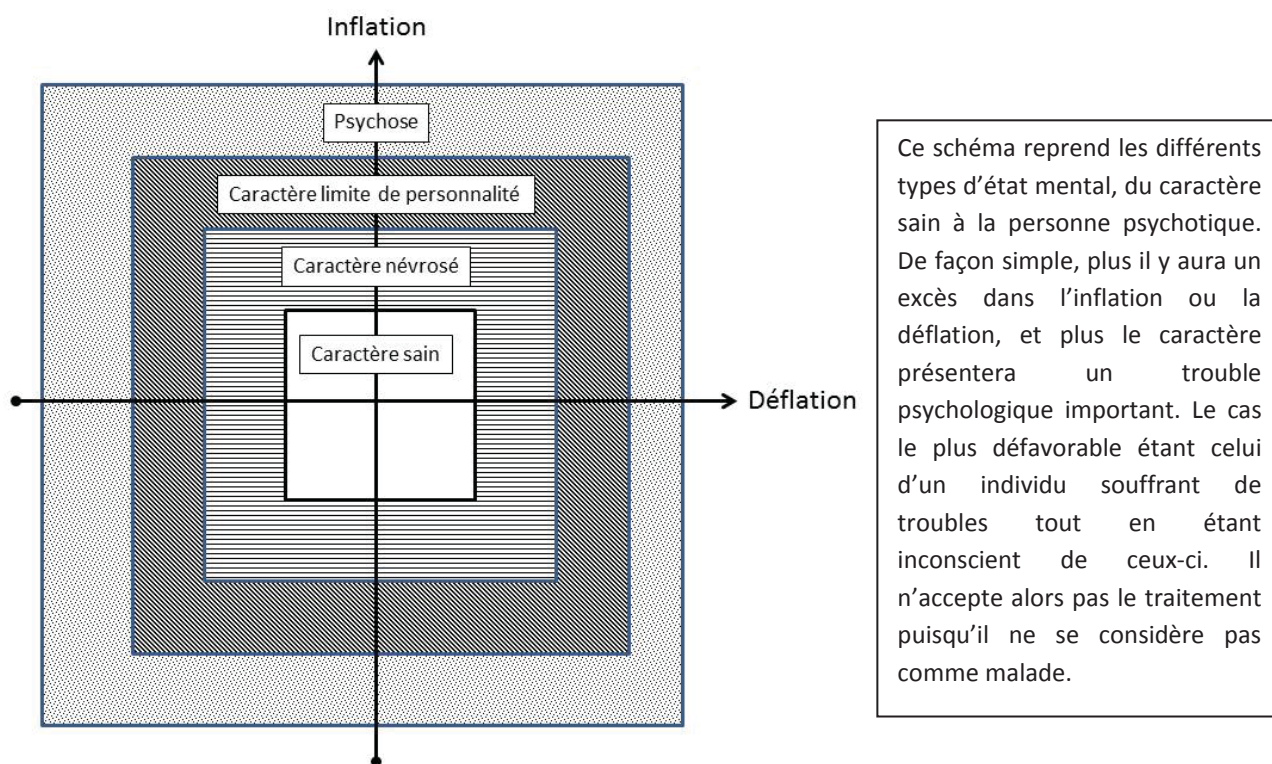 Inflation
Psychose
Caractère limite de personnalité
Caractère névrosé
Caractère sain
Déflation
Ce schéma reprend les différents
types d’état mental, du caractère
sain à la personne psychotique.
De façon simple, plus il y aura un
excès dans l’inflation ou la
déflation, et plus le caractère
présentera un trouble
psychologique important. Le cas
le plus défavorable étant celui
d’un individu souffrant de
troubles tout en étant
inconscient de ceux-ci. Il
n’accepte alors pas le traitement
puisqu’il ne se considère pas
comme malade.